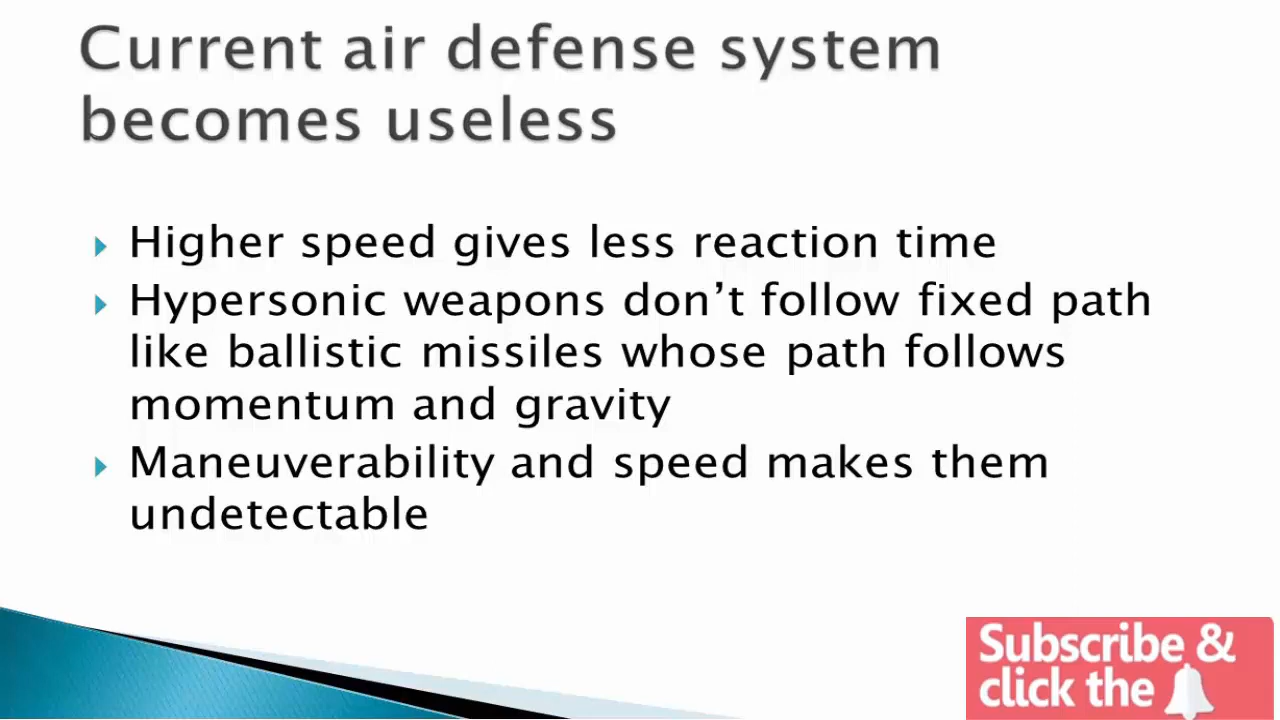 Current air defense system
becomes useless
Higher speed gives less reaction time
Hypersonic weapons don’t follow fixed path
like ballistic missiles whose path follows
momentum and gravity
Maneuverability and speed makes them
undetectable
Subscribe &
click the